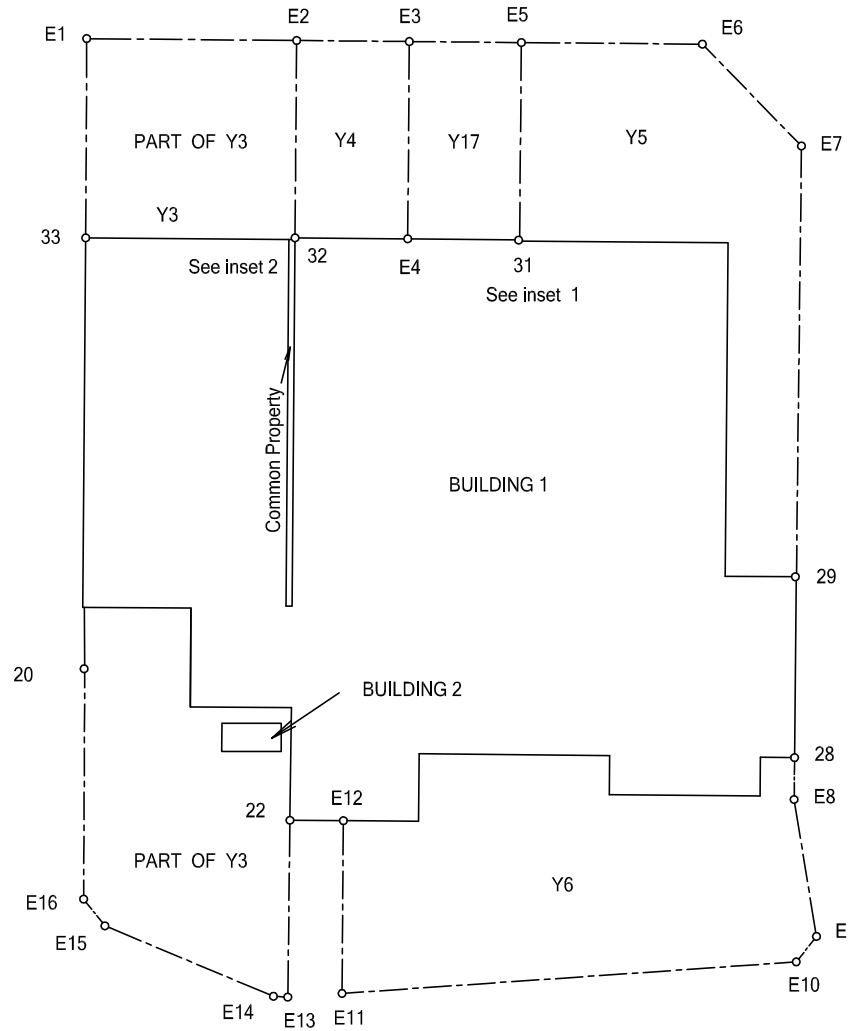 E1
E2
E3
E5
E6
PART OF Y3
Y4
Y17
Y5
E7
Y3
33
32
E4
31
See inset 2
See inset 1
Common Property
BUILDING 1
29
20
BUILDING 2
28
E8
22
E12
PART OF Y3
Y6
E16
E15
E
E10
E14
E13
E11